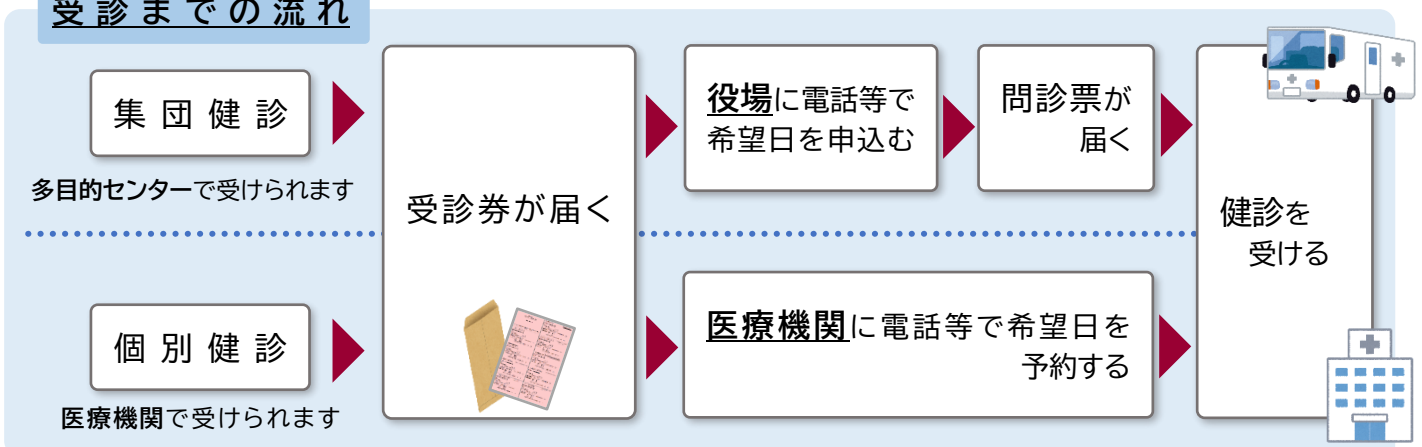 受診までの流れ
集団健診
多目的センターで受けられます
個別健診
医療機関で受けられます
受診券が届く
役場に電話等で
希望日を申込む
問診票が
届く
医療機関に電話等で希望日を
予約する
健診を
受ける